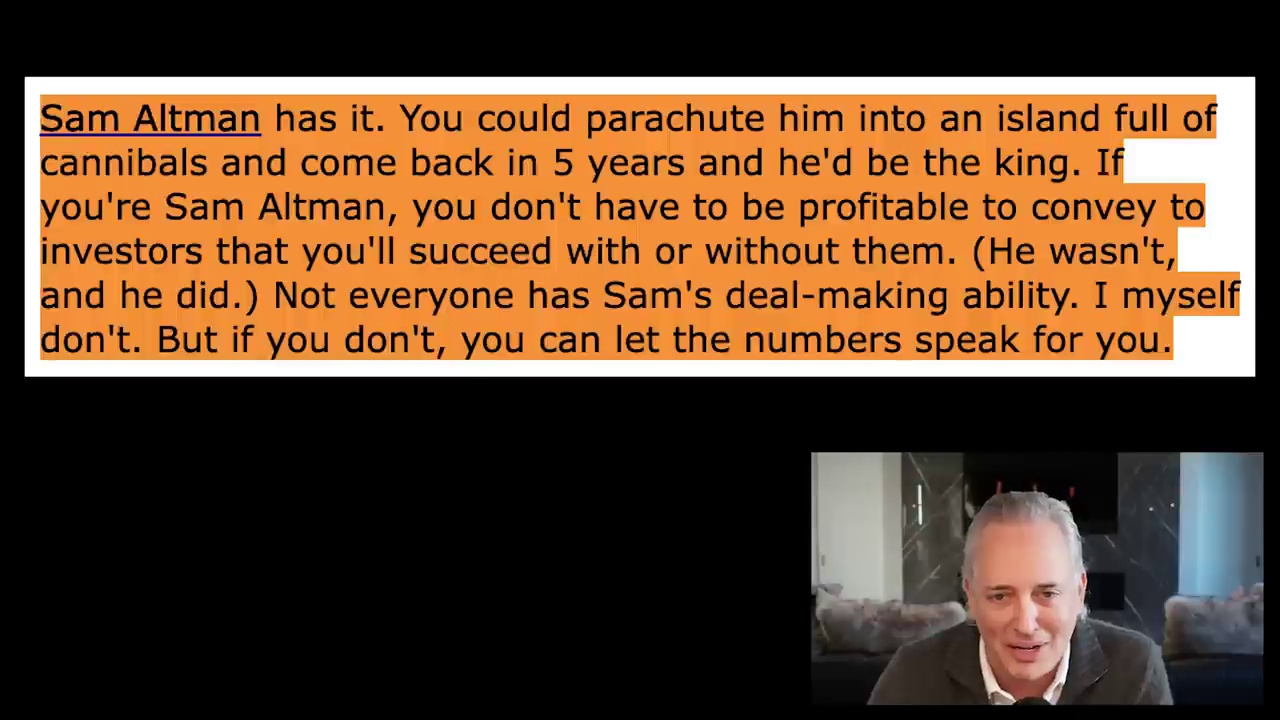 Sam Altman has it. You could parachute him into an island full of
cannibals and come back in 5 years and he'd be the king. If
you're Sam Altman, you don't have to be profitable to convey to
investors that you'll succeed with or without them. (He wasn't,
and he did.) Not everyone has Sam's deal-making ability. I myself
don't. But if you don't, you can let the numbers speak for you.